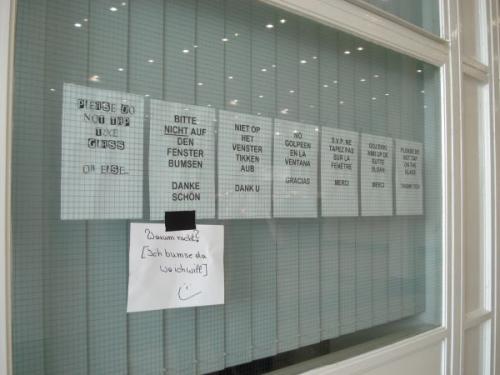 PLEASE DO
NOT TAP
THE
GLASS
OR ELSE...
BITTE
NICHT AUF
DEN
FENSTER
BUMSEN
DANKE
SCHÖN
NIET OP
HET
VENSTER
TIKKEN
AUB
DANK U
NO
GOLPEEN
EN LA
VENTANA
GRACIAS
S.V.P. NE
TAPEZ PAS
SUR LA
FENÊTRE
MERCI
MERCI
PLEASE DO
NOT TAP ON
THE GLASS
THANK YOU
Warum nicht?
[Ich bumse da
wo ich will]